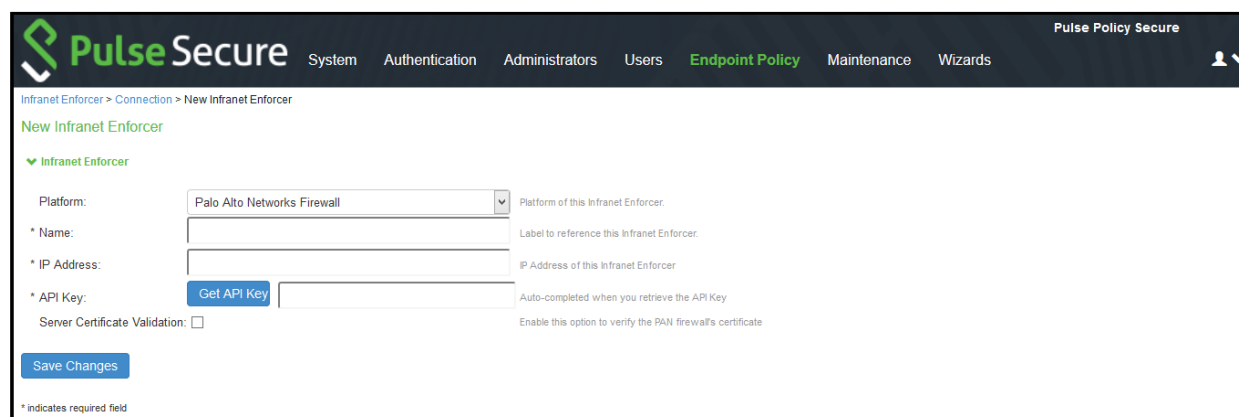 Pulse Policy Secure
Pulse Secure System Authentication Administrators Users Endpoint Policy Maintenance Wizards
Infranet Enforcer > Connection > New Infranet Enforcer
New Infranet Enforcer
Infranet Enforcer
Platform: Palo Alto Networks Firewall Platform of this Infranet Enforcer.
* Name: Label to reference this Infranet Enforcer.
* IP Address: IP Address of this Infranet Enforcer
* API Key: Get API Key Auto-completed when you retrieve the API Key
Server Certificate Validation: Enable this option to verify the PAN firewall's certificate
Save Changes
* indicates required field